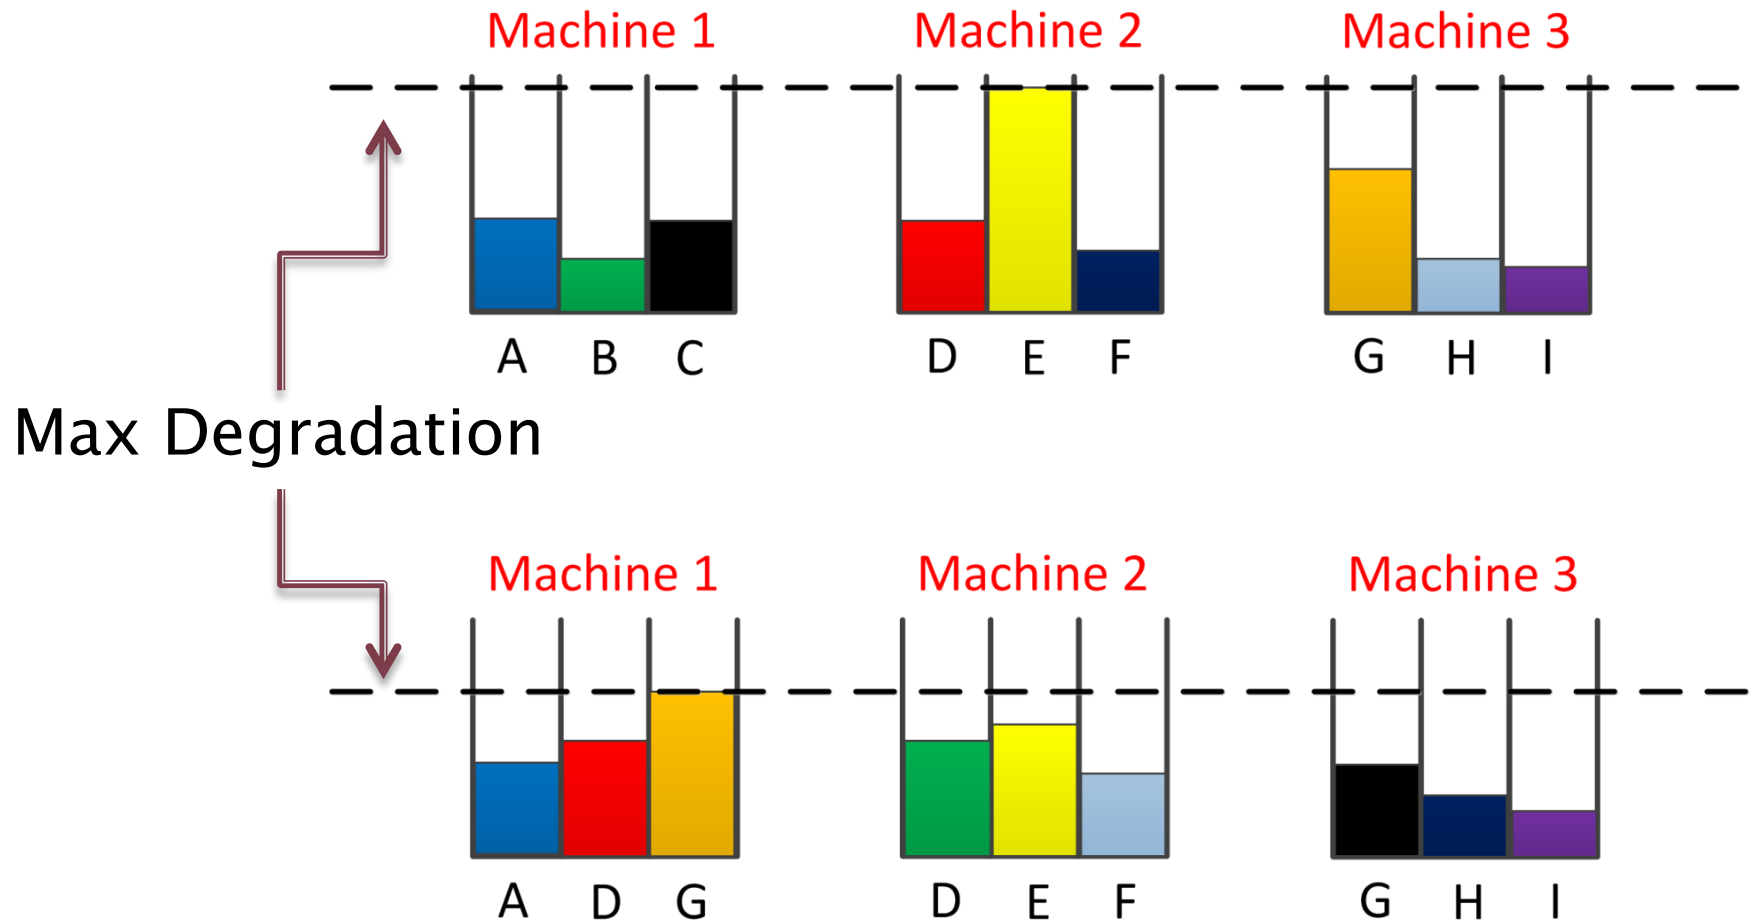 Machine 1 Machine 2 Machine 3
A B C D E F G H I
Max Degradation
Machine 1 Machine 2 Machine 3
A D G D E F G H I